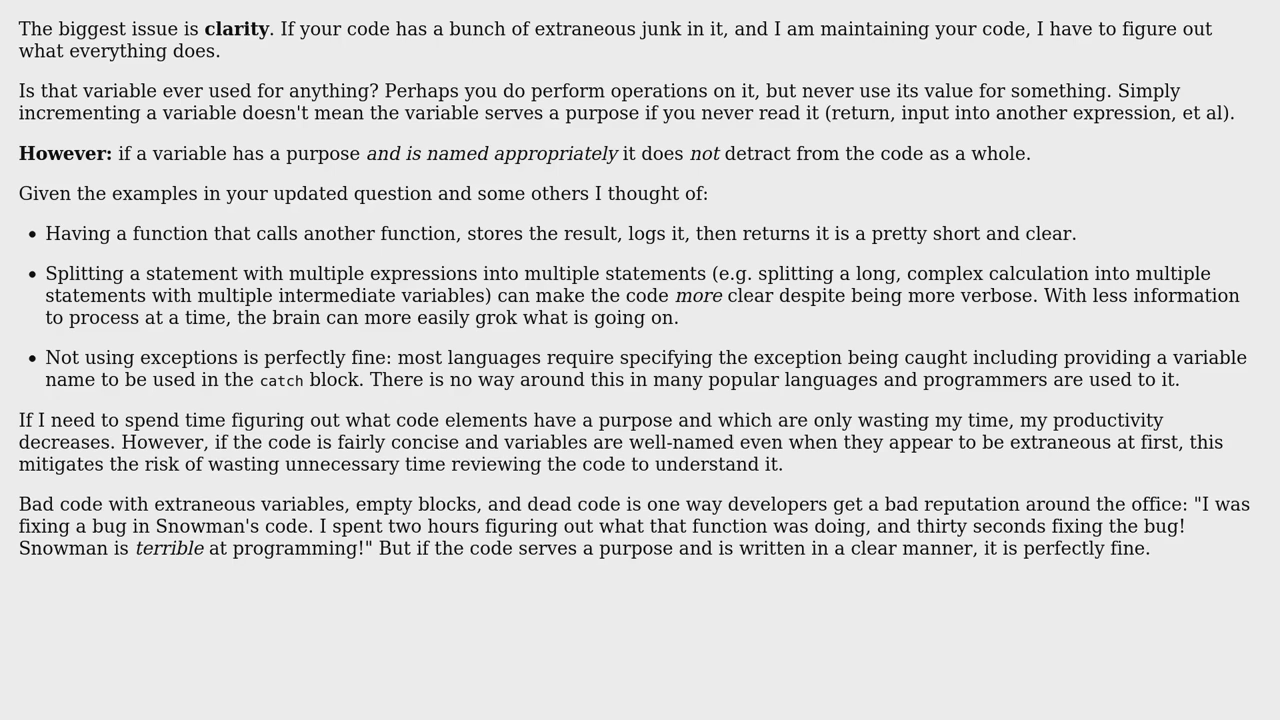 The biggest issue is clarity. If your code has a bunch of extraneous junk in it, and I am maintaining your code, I have to figure out
what everything does.
Is that variable ever used for anything? Perhaps you do perform operations on it, but never use its value for something. Simply
incrementing a variable doesn't mean the variable serves a purpose if you never read it (return, input into another expression, et al).
However: if a variable has a purpose and is named appropriately it does not detract from the code as a whole.
Given the examples in your updated question and some others I thought of:
• Having a function that calls another function, stores the result, logs it, then returns it is a pretty short and clear.
• Splitting a statement with multiple expressions into multiple statements (e.g. splitting a long, complex calculation into multiple
statements with multiple intermediate variables) can make the code more clear despite being more verbose. With less information
to process at a time, the brain can more easily grok what is going on.
• Not using exceptions is perfectly fine: most languages require specifying the exception being caught including providing a variable
name to be used in the catch block. There is no way around this in many popular languages and programmers are used to it.
If I need to spend time figuring out what code elements have a purpose and which are only wasting my time, my productivity
decreases. However, if the code is fairly concise and variables are well-named even when they appear to be extraneous at first, this
mitigates the risk of wasting unnecessary time reviewing the code to understand it.
Bad code with extraneous variables, empty blocks, and dead code is one way developers get a bad reputation around the office: "I was
fixing a bug in Snowman's code. I spent two hours figuring out what that function was doing, and thirty seconds fixing the bug!
Snowman is terrible at programming!" But if the code serves a purpose and is written in a clear manner, it is perfectly fine.